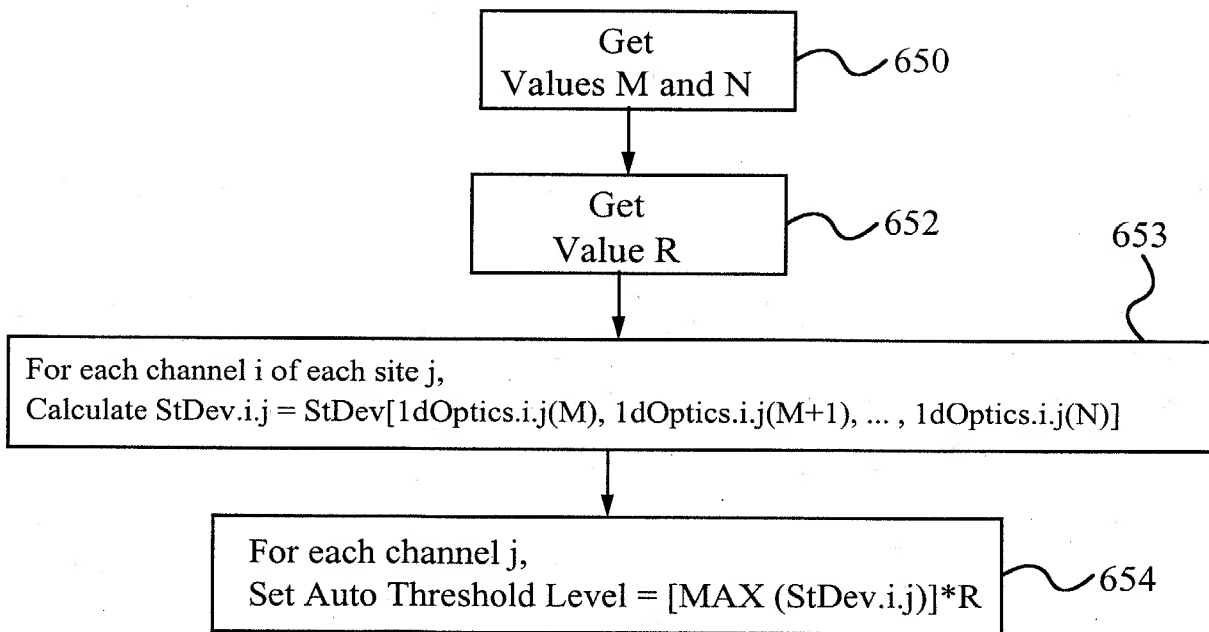 Get
Values M and N
650
Get
Value R
652
653
For each channel i of each site j,
Calculate StDev.i.j = StDev[1dOptics.i.j(M), 1dOptics.i.j(M+1), ... , 1dOptics.i.j(N)]
For each channel j,
Set Auto Threshold Level = [MAX (StDev.i.j)]*R
654